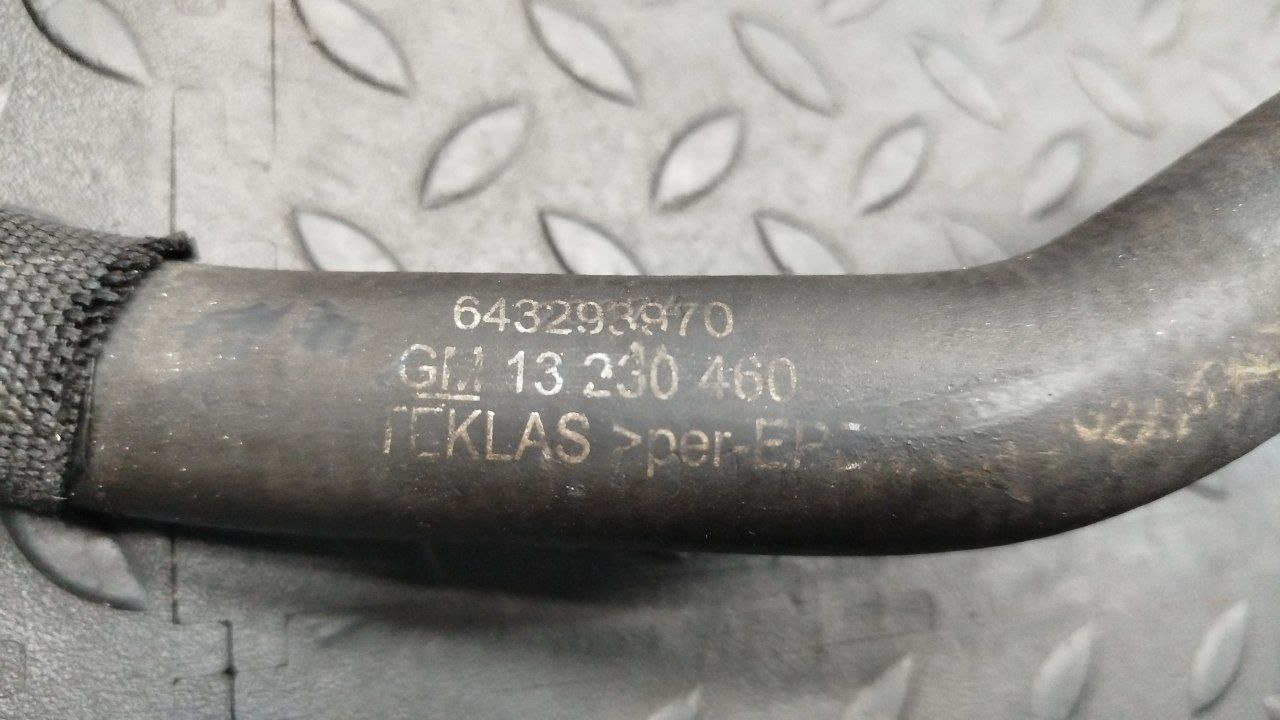 643293970
GM 13 230 460
TEKLAS >per-EP